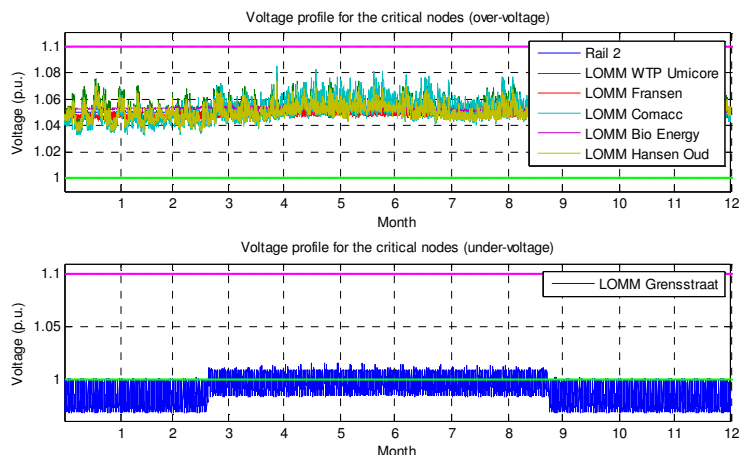 Voltage profile for the critical nodes (over-voltage)
1.1
1.08
1.06
1.04
1.02
1
Voltage (p.u.)
Rail 2
LOMM WTP Umicore
LOMM Fransen
LOMM Comacc
LOMM Bio Energy
LOMM Hansen Oud
1 2 3 4 5 6 7 8 9 10 11 12
Month
Voltage profile for the critical nodes (under-voltage)
1.1
1.05
1
Voltage (p.u.)
LOMM Grensstraat
1 2 3 4 5 6 7 8 9 10 11 12
Month